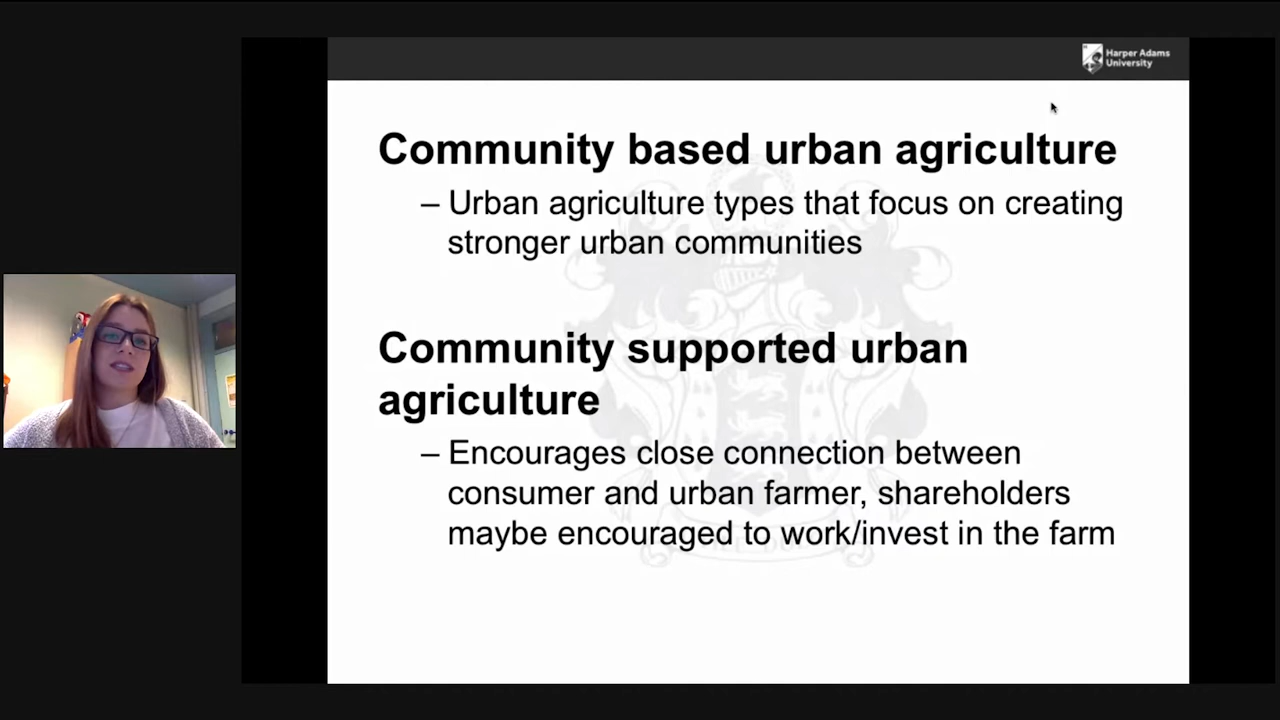 Harper Adams
University
Community based urban agriculture
– Urban agriculture types that focus on creating
stronger urban communities
Community supported urban
agriculture
– Encourages close connection between
consumer and urban farmer, shareholders
maybe encouraged to work/invest in the farm